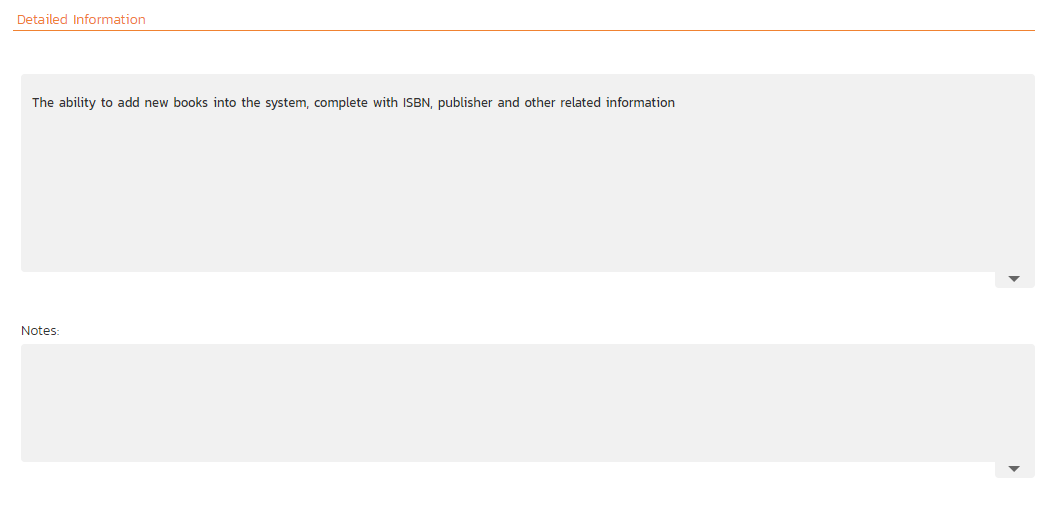 Detailed Information
The ability to add new books into the system, complete with ISBN, publisher and other related information
Notes: